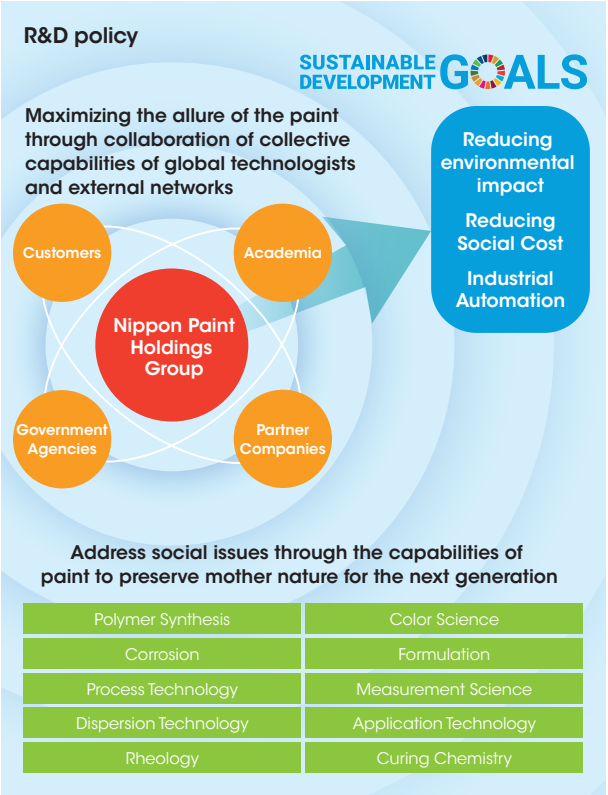 R&D policy
SUSTAINABLE
DEVELOPMENT
GOALS
Maximizing the allure of the paint
through collaboration of collective
capabilities of global technologists
and external networks
Reducing
environmental
impact
Reducing
Social Cost
Industrial
Automation
Customers
Academia
Nippon Paint
Holdings
Group
Government
Agencies
Partner
Companies
Address social issues through the capabilities of
paint to preserve mother nature for the next generation
Polymer Synthesis
Color Science
Corrosion
Formulation
Process Technology
Measurement Science
Dispersion Technology
Application Technology
Rheology
Curing Chemistry